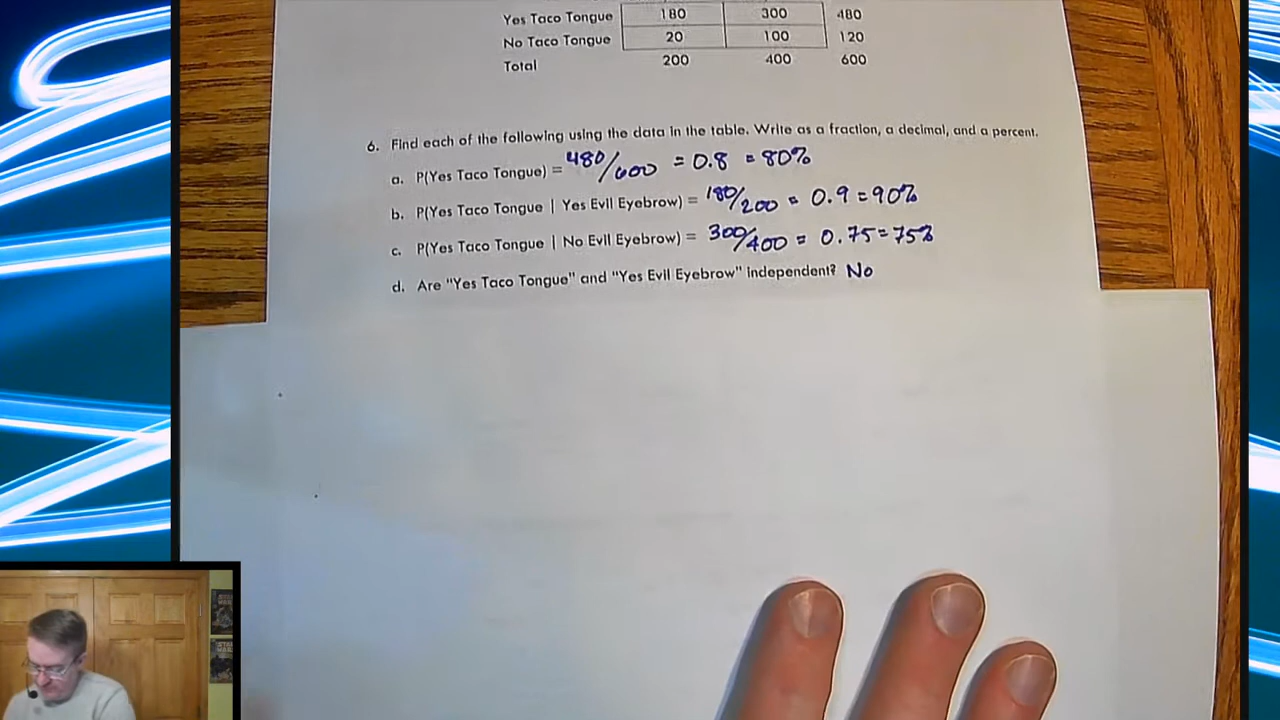 Yes Taco Tongue 180 300 480
No Taco Tongue 20 100 120
Total 200 400 600
6. Find each of the following using the data in the table. Write as a fraction, a decimal, and a percent.
a. P(Yes Taco Tongue) = 480/600 = 0.8 = 80%
b. P(Yes Taco Tongue | Yes Evil Eyebrow) = 180/200 = 0.9 = 90%
c. P(Yes Taco Tongue | No Evil Eyebrow) = 300/400 = 0.75 = 75%
d. Are "Yes Taco Tongue" and "Yes Evil Eyebrow" independent? No